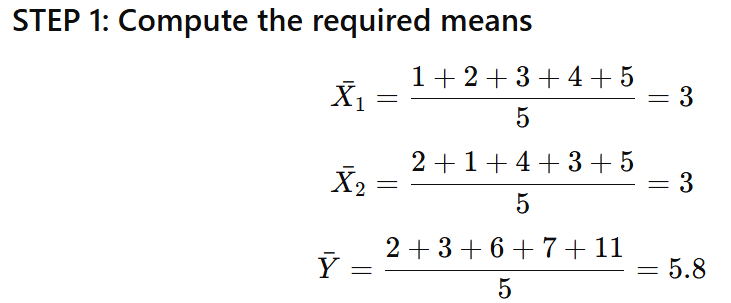 STEP 1: Compute the required means
X̄₁ = (1 + 2 + 3 + 4 + 5) / 5 = 3
X̄₂ = (2 + 1 + 4 + 3 + 5) / 5 = 3
Ȳ = (2 + 3 + 6 + 7 + 11) / 5 = 5.8